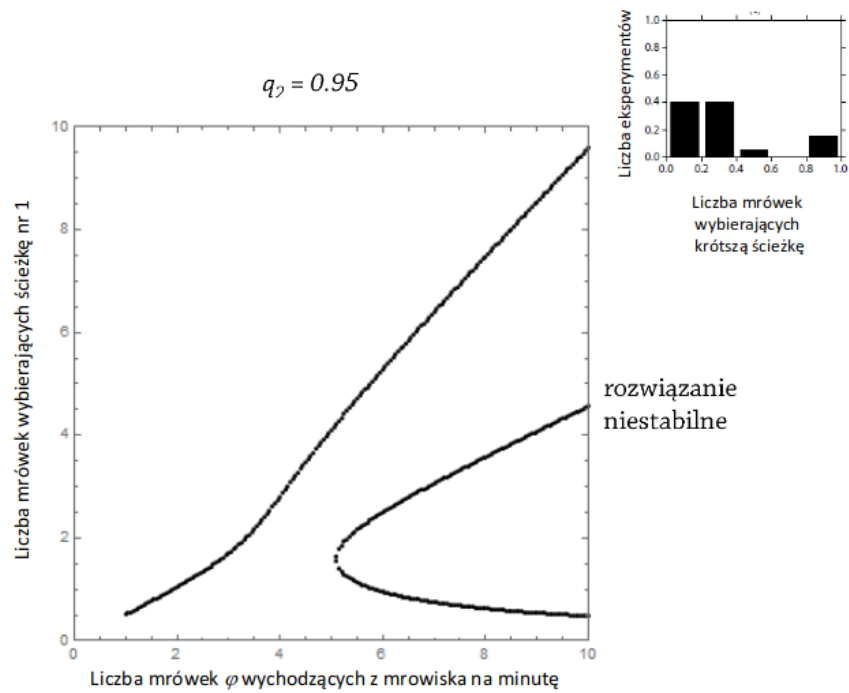 q₂ = 0.95
10
8
6
4
2
0
0 2 4 6 8 10
Liczba mrówek wybierających ścieżkę nr 1
Liczba mrówek φ wychodzących z mrowiska na minutę
rozwiązanie
niestabilne
Liczba eksperymentów
1.0
0.8
0.6
0.4
0.2
0.0
0.0 0.2 0.4 0.6 0.8 1.0
Liczba mrówek
wybierających
krótszą ścieżkę